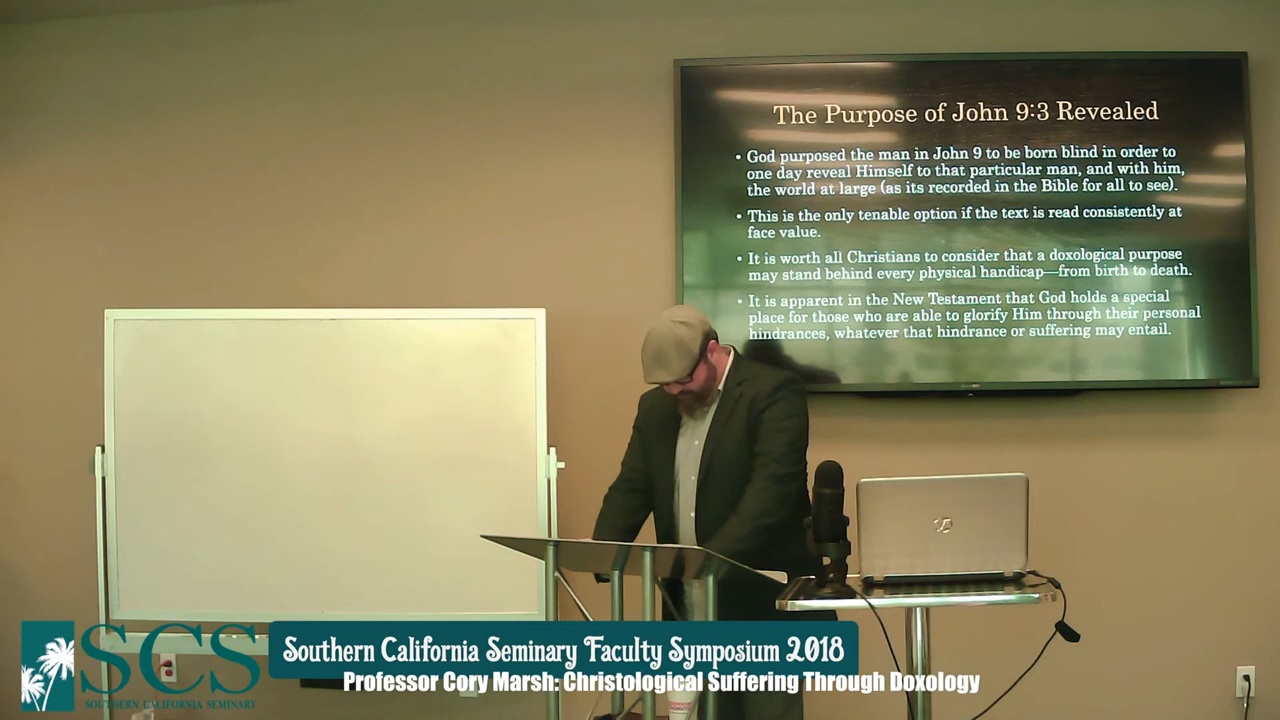 The Purpose of John 9:3 Revealed
• God purposed the man in John 9 to be born blind in order to
one day reveal Himself to that particular man, and with him,
the world at large (as its recorded in the Bible for all to see).
• This is the only tenable option if the text is read consistently at
face value.
• It is worth all Christians to consider that a doxological purpose
may stand behind every physical handicap—from birth to death.
• It is apparent in the New Testament that God holds a special
place for those who are able to glorify Him through their personal
hindrances, whatever that hindrance or suffering may entail.
SCS
SOUTHERN CALIFORNIA SEMINARY
Southern California Seminary Faculty Symposium 2018
Professor Cory Marsh: Christological Suffering Through Doxology